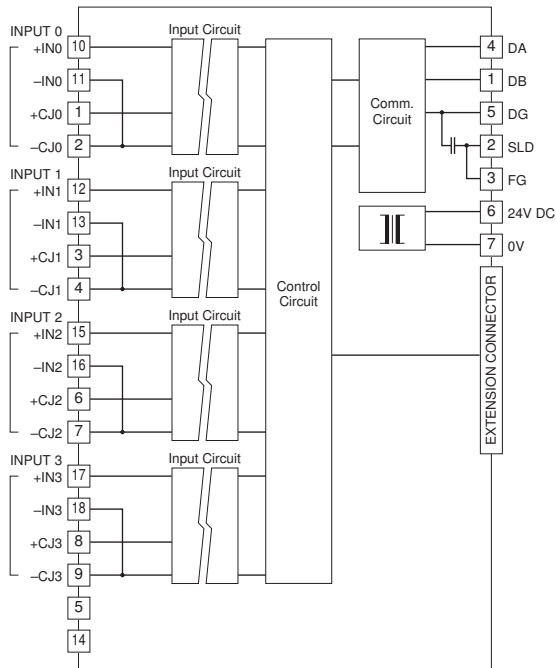 INPUT 0 Input Circuit
+IN0 10
–IN0 11
+CJ0 1
–CJ0 2
INPUT 1 Input Circuit
+IN1 12
–IN1 13
+CJ1 3
–CJ1 4
INPUT 2 Input Circuit
+IN2 15
–IN2 16
+CJ2 6
–CJ2 7
INPUT 3 Input Circuit
+IN3 17
–IN3 18
+CJ3 8
–CJ3 9
5
14
Control
Circuit
Comm.
Circuit
4 DA
1 DB
5 DG
2 SLD
3 FG
6 24V DC
7 0V
EXTENSION CONNECTOR